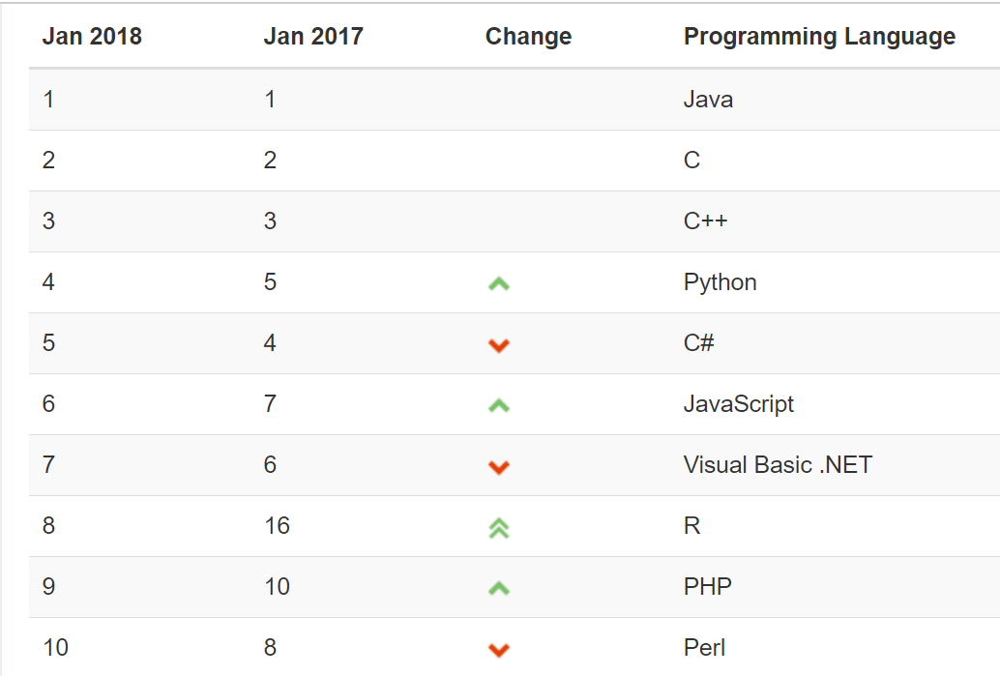 Jan 2018 Jan 2017 Change Programming Language
1 1 Java
2 2 C
3 3 C++
4 5 Python
5 4 C#
6 7 JavaScript
7 6 Visual Basic .NET
8 16 R
9 10 PHP
10 8 Perl